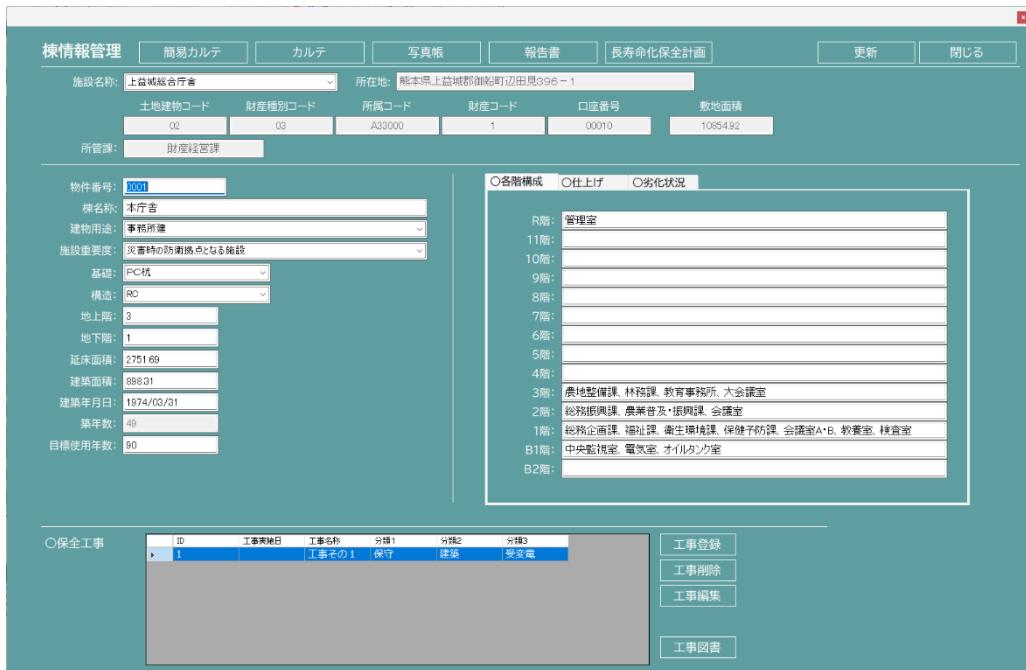 棟情報管理 簡易カルテ カルテ 写真帳 報告書 長寿命化保全計画 更新 閉じる
施設名称: 上益城総合庁舎 所在地: 熊本県上益城郡御船町辺田見396-1
土地建物コード 財産種別コード 所属コード 財産コード 口座番号 敷地面積
02 03 A33000 1 00010 10854.92
所管課: 財産経営課
物件番号: 0001
棟名称: 本庁舎
建物用途: 事務所建
施設重要度: 災害時の防衛拠点となる施設
基礎: PC杭
構造: RC
地上階: 3
地下階: 1
延床面積: 2751.69
建築面積: 898.31
建築年月日: 1974/03/31
築年数: 49
目標使用年数: 90
○各階構成 ○仕上げ ○劣化状況
R階: 管理室
11階:
10階:
9階:
8階:
7階:
6階:
5階:
4階:
3階: 農地整備課、林務課、教育事務所、大会議室
2階: 総務振興課、農業普及・振興課、会議室
1階: 総務企画課、福祉課、衛生環境課、保健予防課、会議室A・B、教養室、検査室
B1階: 中央監視室、電気室、オイルタンク室
B2階:
○保全工事
ID 工事実施日 工事名称 分類1 分類2 分類3
1 工事その1 保守 建築 受変電
工事登録
工事削除
工事編集
工事図書